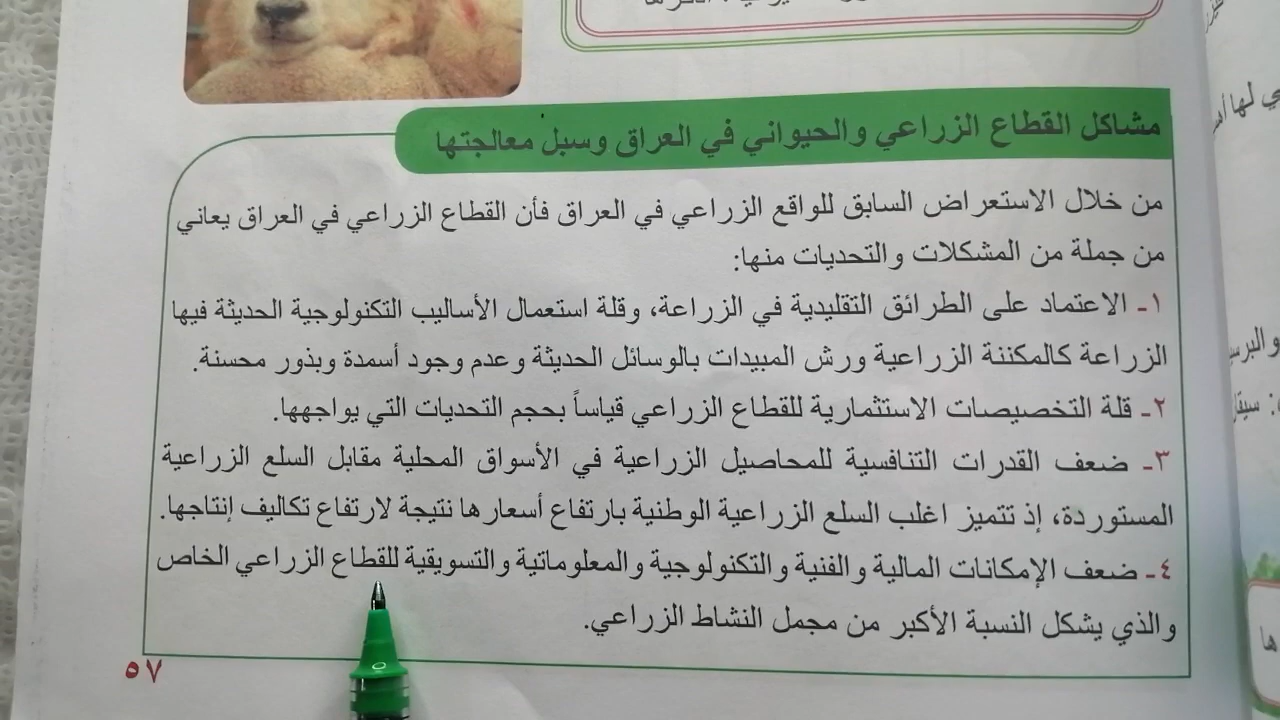 مشاكل القطاع الزراعي والحيواني في العراق وسبل معالجتها
من خلال الاستعراض السابق للواقع الزراعي في العراق فأن القطاع الزراعي في العراق يعاني
من جملة من المشكلات والتحديات منها:
١- الاعتماد على الطرائق التقليدية في الزراعة، وقلة استعمال الأساليب التكنولوجية الحديثة فيها
الزراعة كالمكننة الزراعية ورش المبيدات بالوسائل الحديثة وعدم وجود أسمدة وبذور محسنة.
٢- قلة التخصيصات الاستثمارية للقطاع الزراعي قياساً بحجم التحديات التي يواجهها.
٣- ضعف القدرات التنافسية للمحاصيل الزراعية في الأسواق المحلية مقابل السلع الزراعية
المستوردة، إذ تتميز اغلب السلع الزراعية الوطنية بارتفاع أسعارها نتيجة لارتفاع تكاليف إنتاجها.
٤- ضعف الإمكانات المالية والفنية والتكنولوجية والمعلوماتية والتسويقية للقطاع الزراعي الخاص
والذي يشكل النسبة الأكبر من مجمل النشاط الزراعي.
٥٧